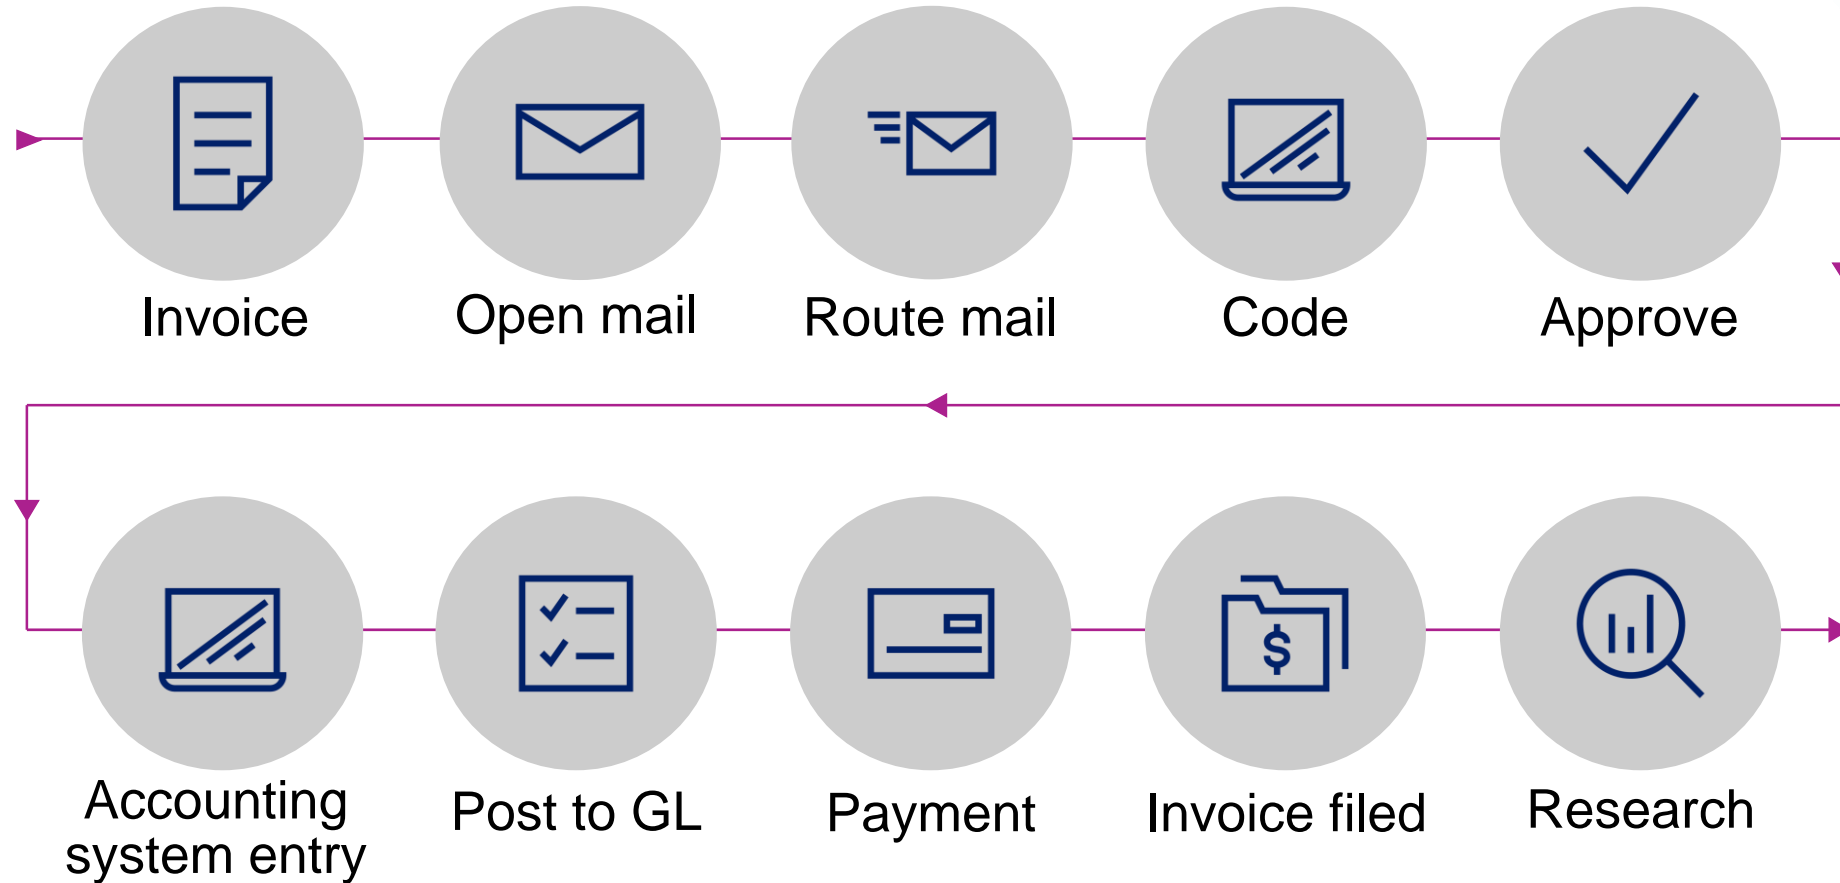 Invoice
Open mail
Route mail
Code
Approve
Accounting
system entry
Post to GL
Payment
Invoice filed
Research
$